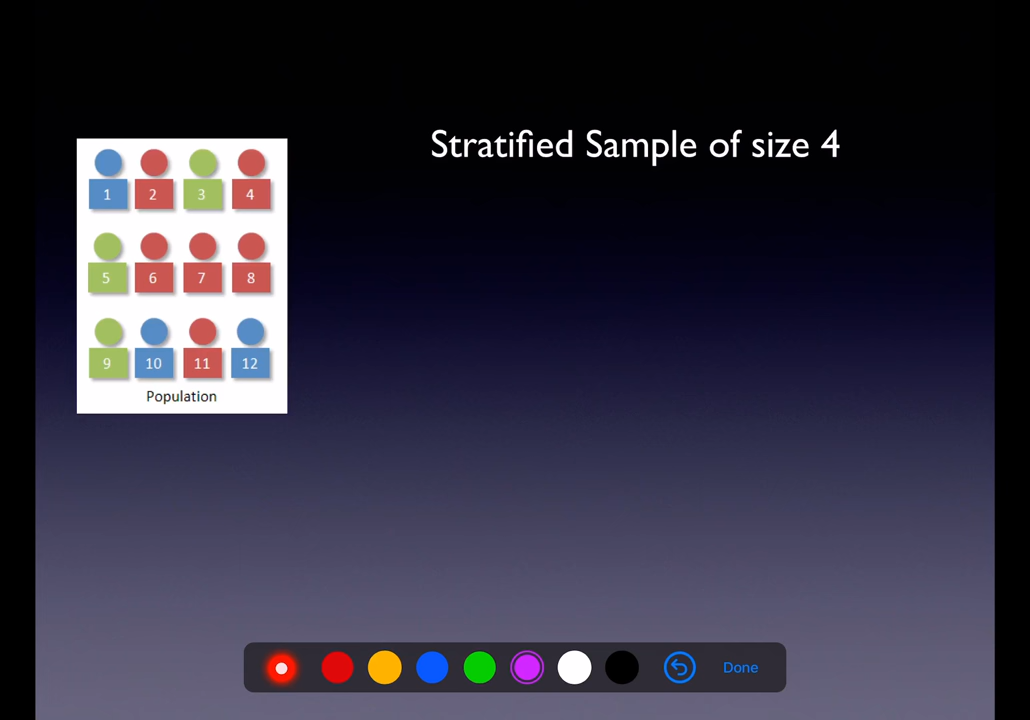 Stratified Sample of size 4
1 2 3 4
5 6 7 8
9 10 11 12
Population
Done